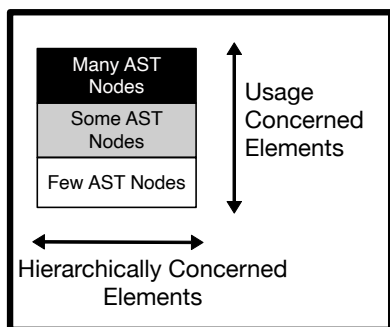 Many AST
Nodes
Some AST
Nodes
Few AST Nodes
Usage
Concerned
Elements
Hierarchically Concerned
Elements